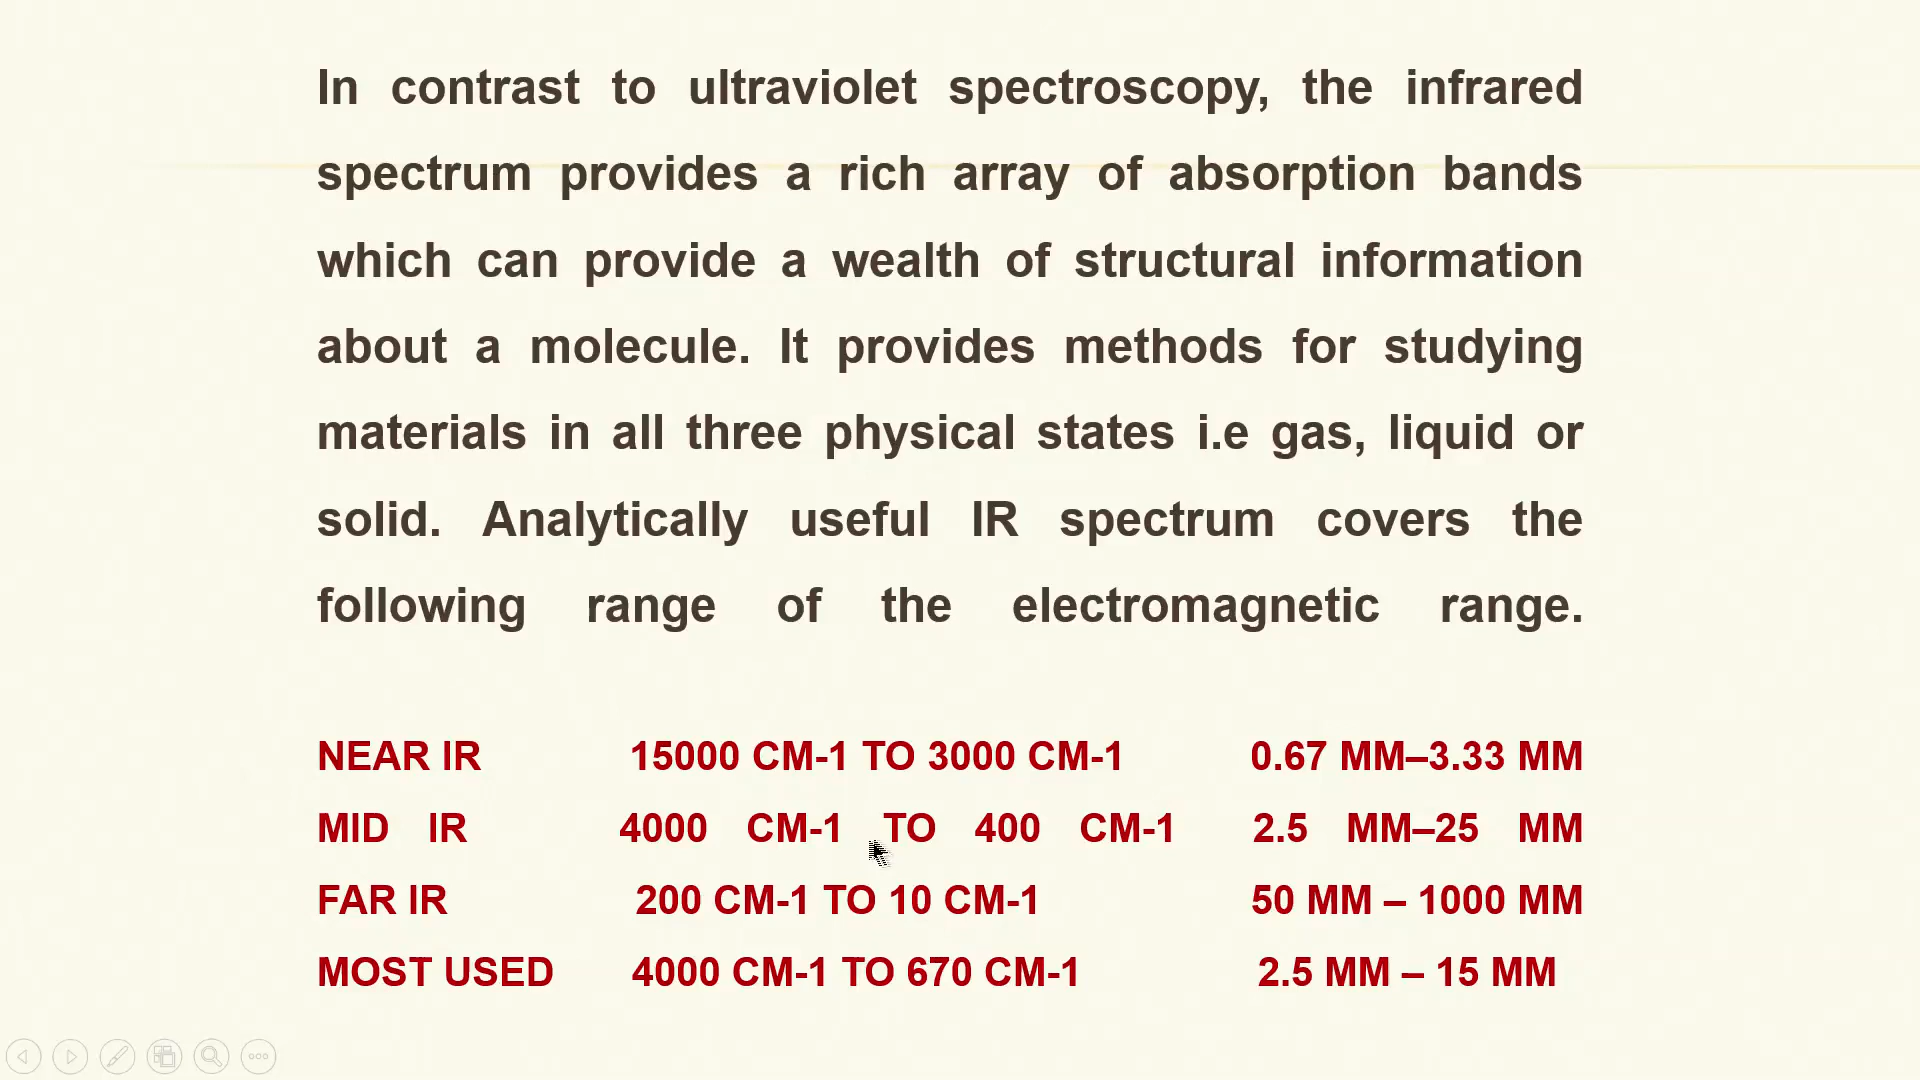 In contrast to ultraviolet spectroscopy, the infrared
spectrum provides a rich array of absorption bands
which can provide a wealth of structural information
about a molecule. It provides methods for studying
materials in all three physical states i.e gas, liquid or
solid. Analytically useful IR spectrum covers the
following range of the electromagnetic range.
NEAR IR 15000 CM-1 TO 3000 CM-1 0.67 MM–3.33 MM
MID IR 4000 CM-1 TO 400 CM-1 2.5 MM–25 MM
FAR IR 200 CM-1 TO 10 CM-1 50 MM – 1000 MM
MOST USED 4000 CM-1 TO 670 CM-1 2.5 MM – 15 MM